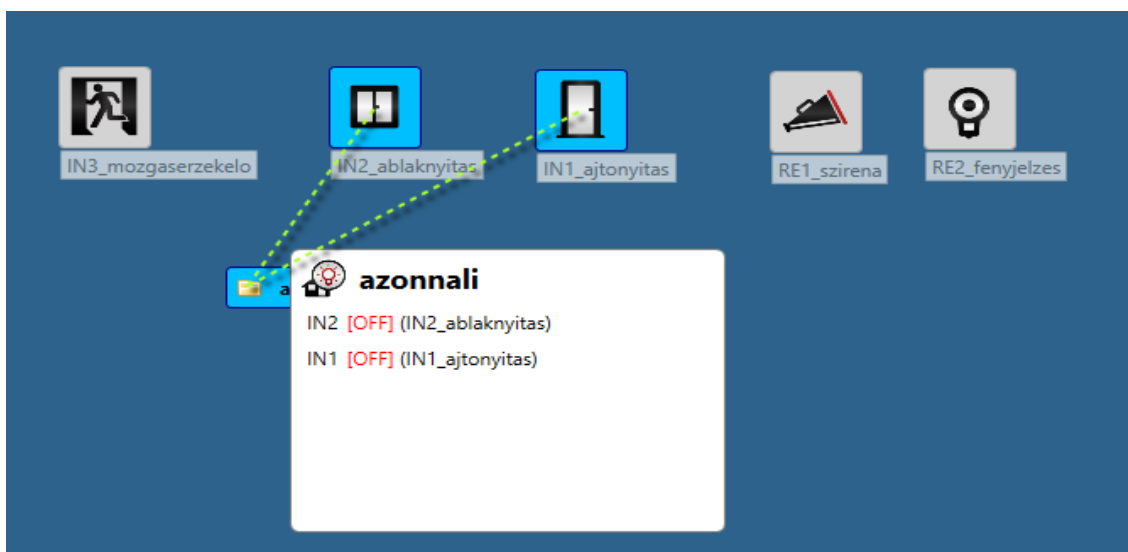 IN3_mozgaserzekelo
IN2_ablaknyitas
IN1_ajtonyitas
RE1_szirena
RE2_fenyjelzes
a
azonnali
IN2 [OFF] (IN2_ablaknyitas)
IN1 [OFF] (IN1_ajtonyitas)